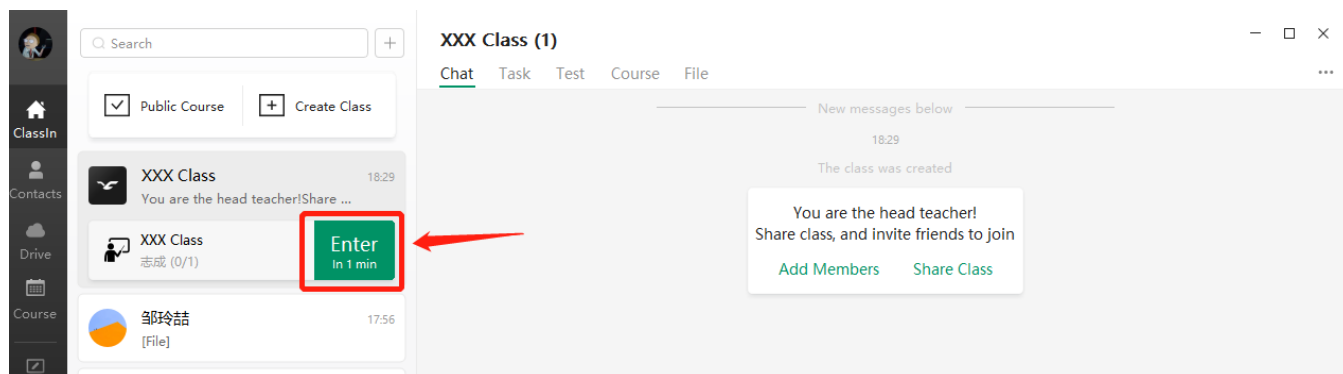 ClassIn
Contacts
Drive
Course
Search
Public Course
Create Class
XXX Class
18:29
You are the head teacher!Share ...
XXX Class
志成 (0/1)
Enter
In 1 min
邹玲喆
17:56
[File]
XXX Class (1)
Chat Task Test Course File
New messages below
18:29
The class was created
You are the head teacher!
Share class, and invite friends to join
Add Members Share Class